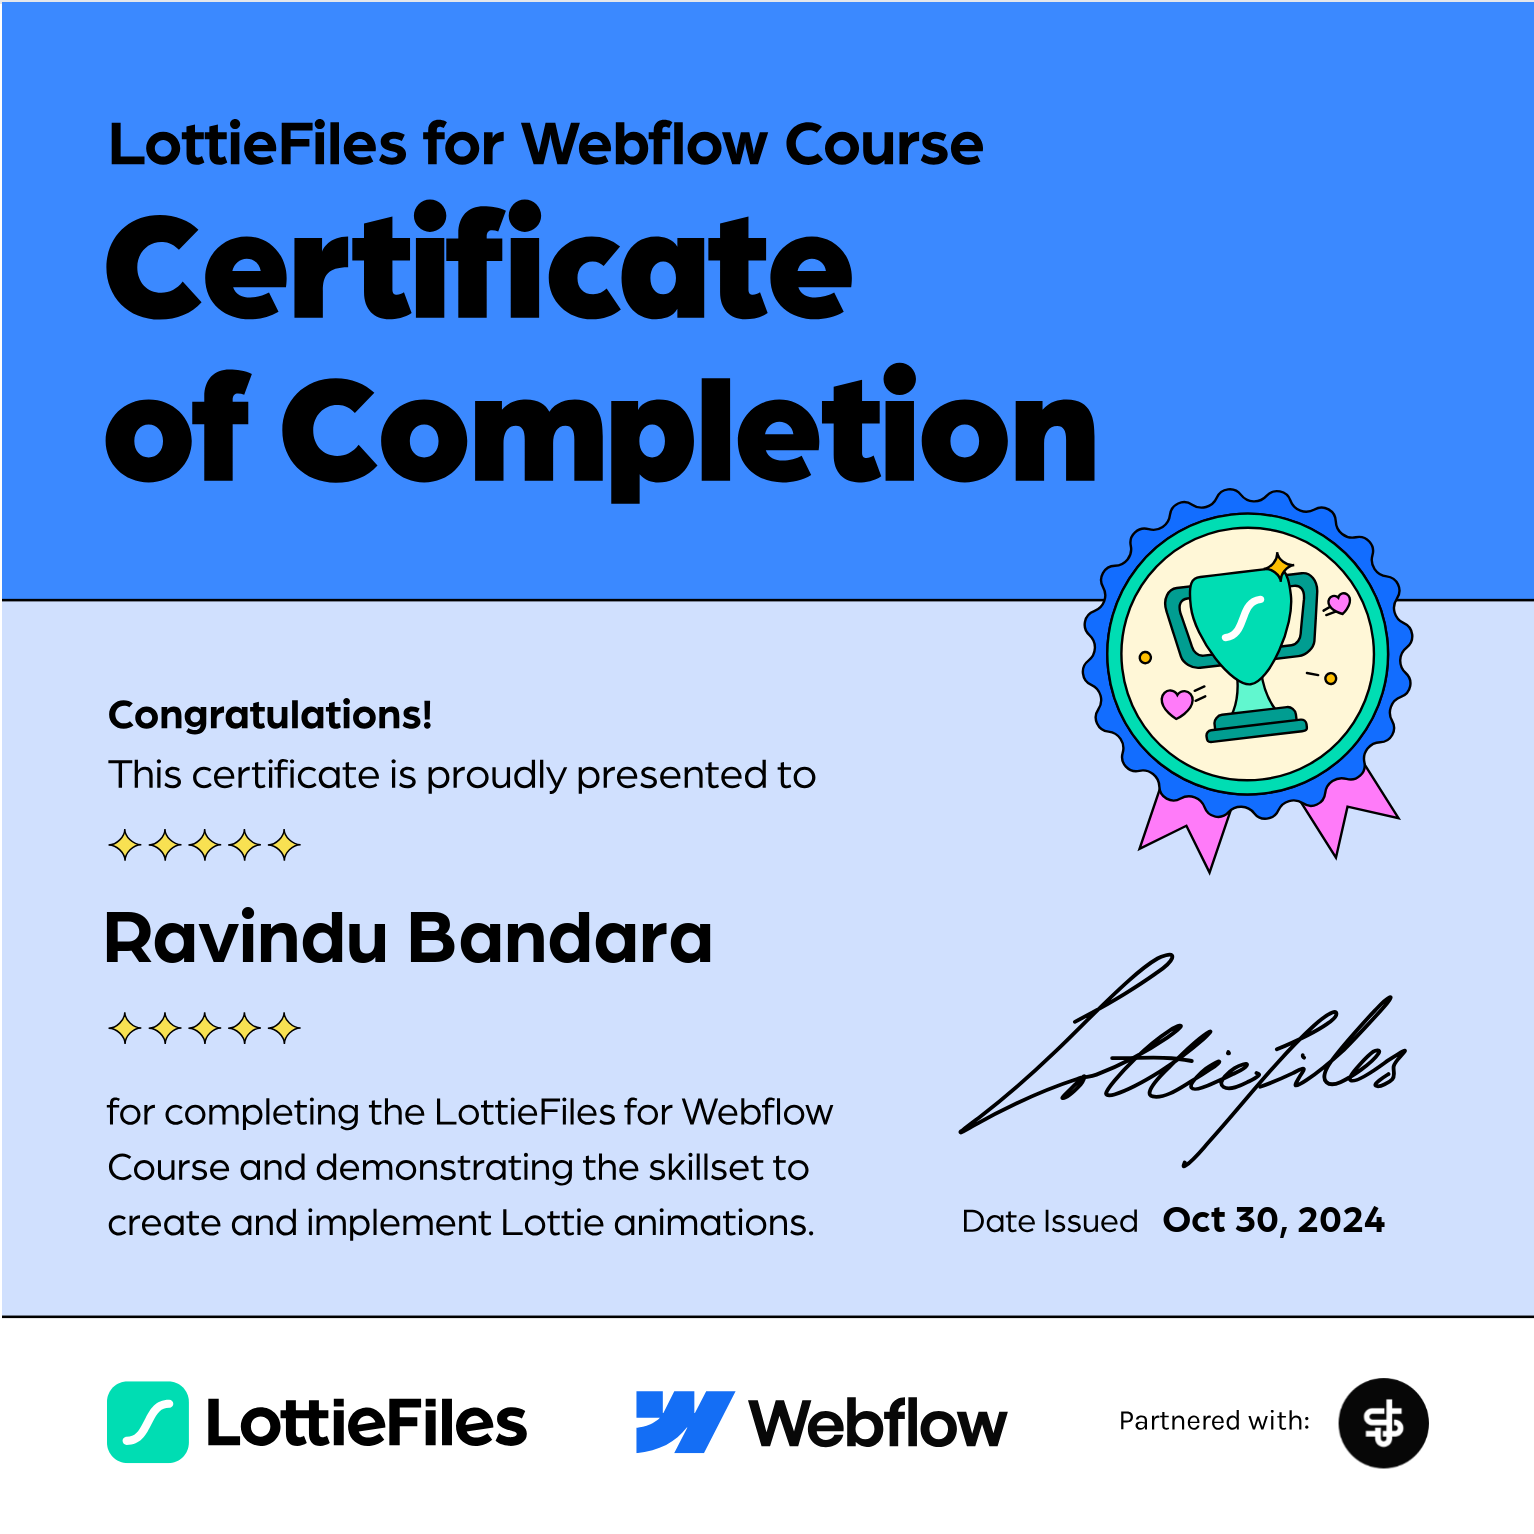 LottieFiles for Webflow Course
Certificate
of Completion
Congratulations!
This certificate is proudly presented to
Ravindu Bandara
for completing the LottieFiles for Webflow
Course and demonstrating the skillset to
create and implement Lottie animations.
LottieFiles
Date Issued Oct 30, 2024
LottieFiles
Webflow
Partnered with: